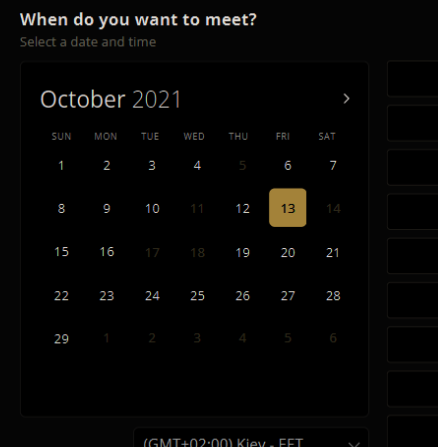 When do you want to meet?
Select a date and time
October 2021
SUN MON TUE WED THU FRI SAT
1 2 3 4 5 6 7
8 9 10 11 12 13 14
15 16 17 18 19 20 21
22 23 24 25 26 27 28
29 1 2 3 4 5 6
(GMT+02:00) Kiev - EET